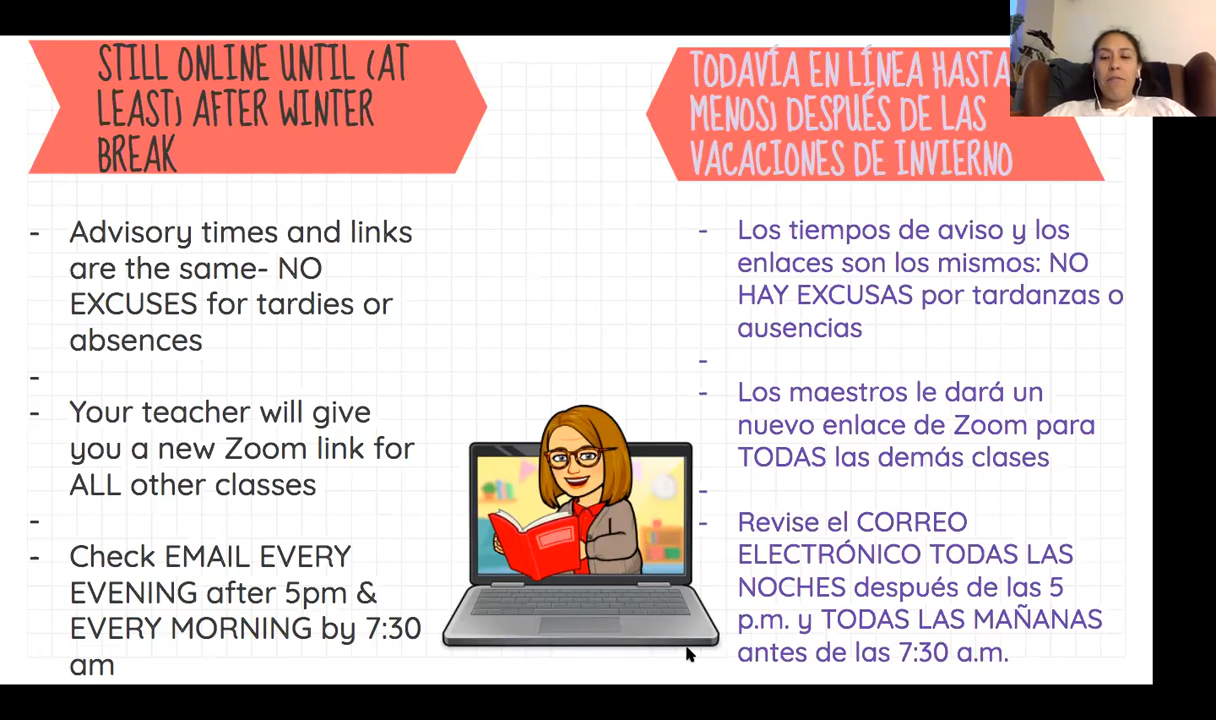 STILL ONLINE UNTIL (AT
LEAST) AFTER WINTER
BREAK
- Advisory times and links
are the same- NO
EXCUSES for tardies or
absences
-
- Your teacher will give
you a new Zoom link for
ALL other classes
-
- Check EMAIL EVERY
EVENING after 5pm &
EVERY MORNING by 7:30
am
TODAVÍA EN LÍNEA HASTA
MENOS) DESPUÉS DE LAS
VACACIONES DE INVIERNO
- Los tiempos de aviso y los
enlaces son los mismos: NO
HAY EXCUSAS por tardanzas o
ausencias
-
- Los maestros le dará un
nuevo enlace de Zoom para
TODAS las demás clases
-
- Revise el CORREO
ELECTRÓNICO TODAS LAS
NOCHES después de las 5
p.m. y TODAS LAS MAÑANAS
antes de las 7:30 a.m.